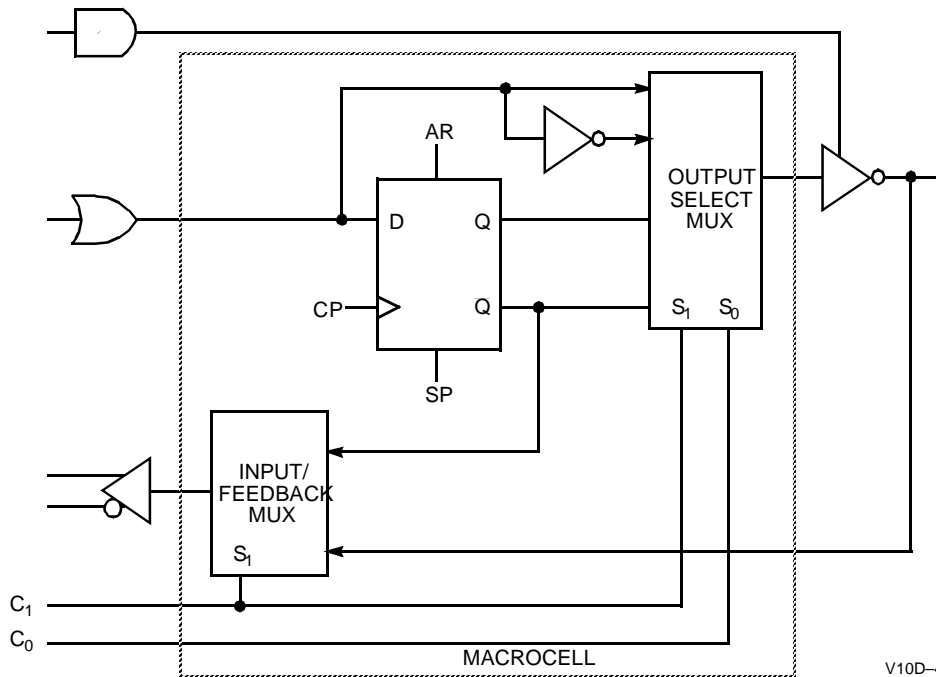 AR
OUTPUT
SELECT
MUX
D
Q
CP
Q
S1
S0
SP
INPUT/
FEEDBACK
MUX
S1
C1
C0
MACROCELL